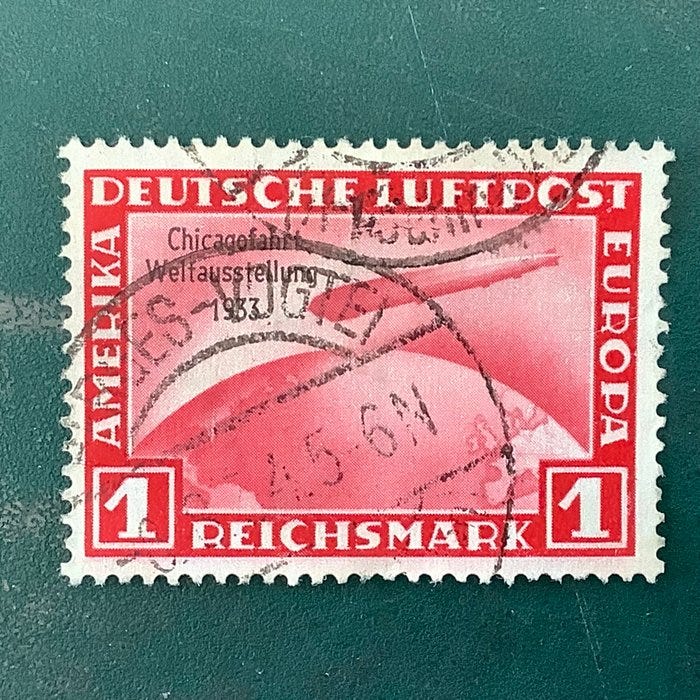 DEUTSCHE LUFTPOST
Chicagofahrt
Weltausstellung
1933
AMERIKA
EUROPA
1 REICHSMARK 1